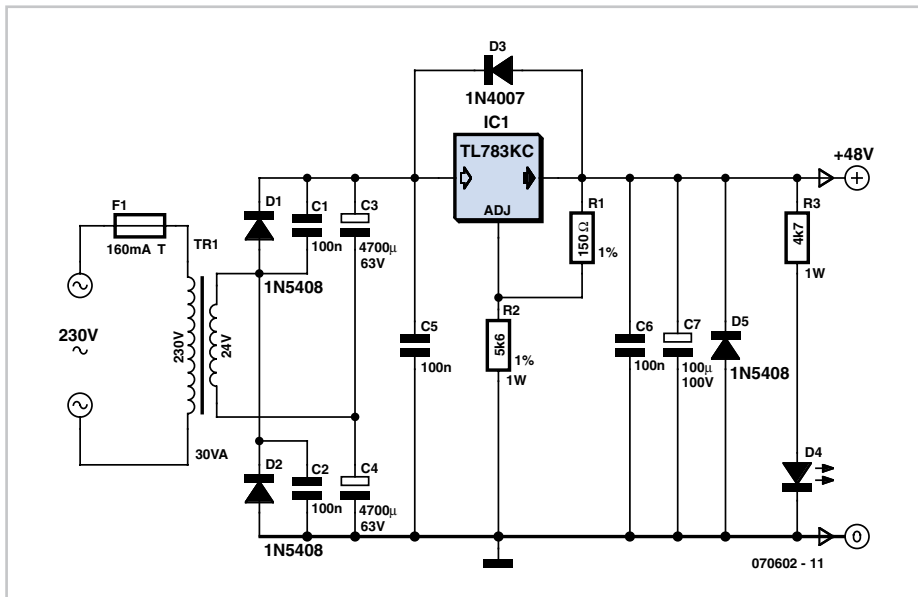 D3
1N4007
IC1
TL783KC
ADJ
+48V
F1
160mA T
TR1
230V
~
230V
24V
30VA
D1
1N5408
C1
100n
C3
4700µ
63V
D2
1N5408
C2
100n
C4
4700µ
63V
C5
100n
R1
150Ω
1%
R2
5k6
1%
1W
C6
100n
C7
100µ
100V
D5
1N5408
R3
4k7
1W
D4
0
070602 - 11